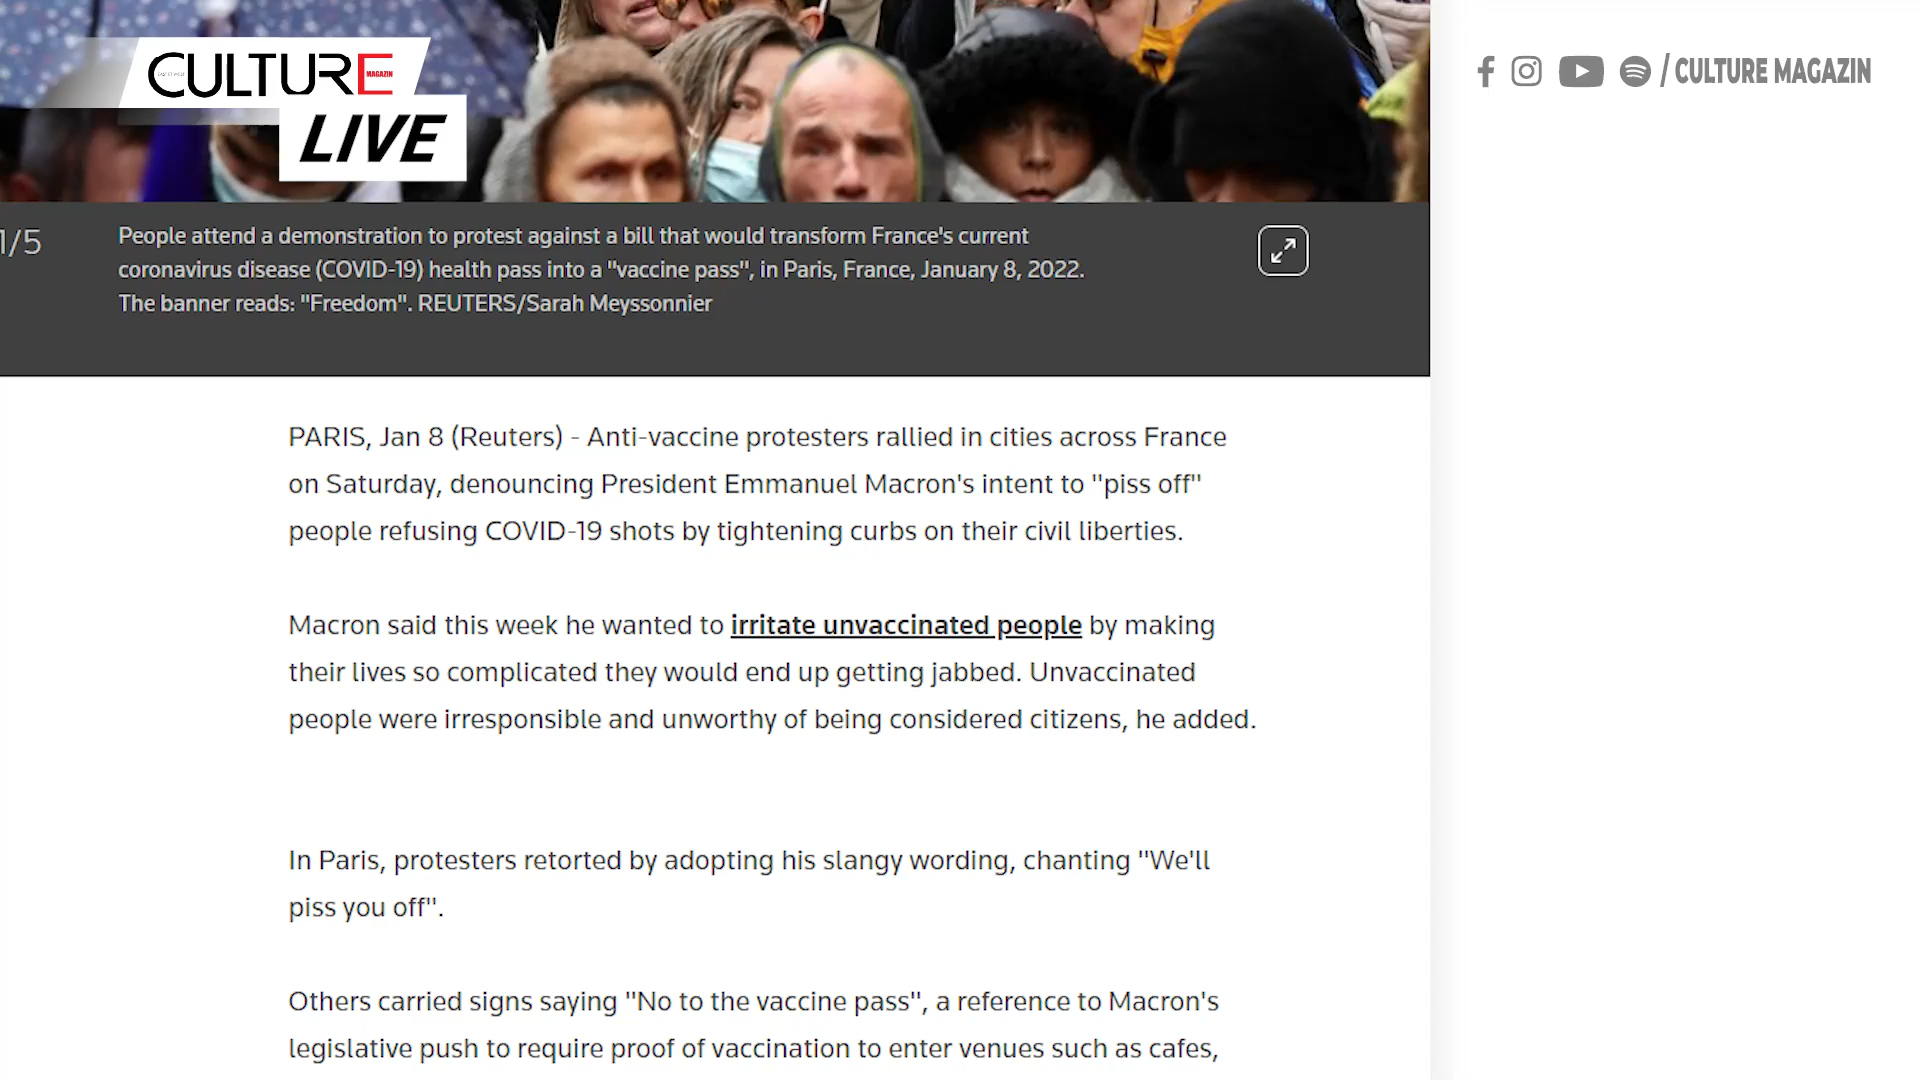 CULTURE
MAGAZIN
LIVE
/ CULTURE MAGAZIN
1/5
People attend a demonstration to protest against a bill that would transform France's current
coronavirus disease (COVID-19) health pass into a "vaccine pass", in Paris, France, January 8, 2022.
The banner reads: "Freedom". REUTERS/Sarah Meyssonnier
PARIS, Jan 8 (Reuters) - Anti-vaccine protesters rallied in cities across France
on Saturday, denouncing President Emmanuel Macron's intent to "piss off"
people refusing COVID-19 shots by tightening curbs on their civil liberties.
Macron said this week he wanted to irritate unvaccinated people by making
their lives so complicated they would end up getting jabbed. Unvaccinated
people were irresponsible and unworthy of being considered citizens, he added.
In Paris, protesters retorted by adopting his slangy wording, chanting "We'll
piss you off".
Others carried signs saying "No to the vaccine pass", a reference to Macron's
legislative push to require proof of vaccination to enter venues such as cafes,